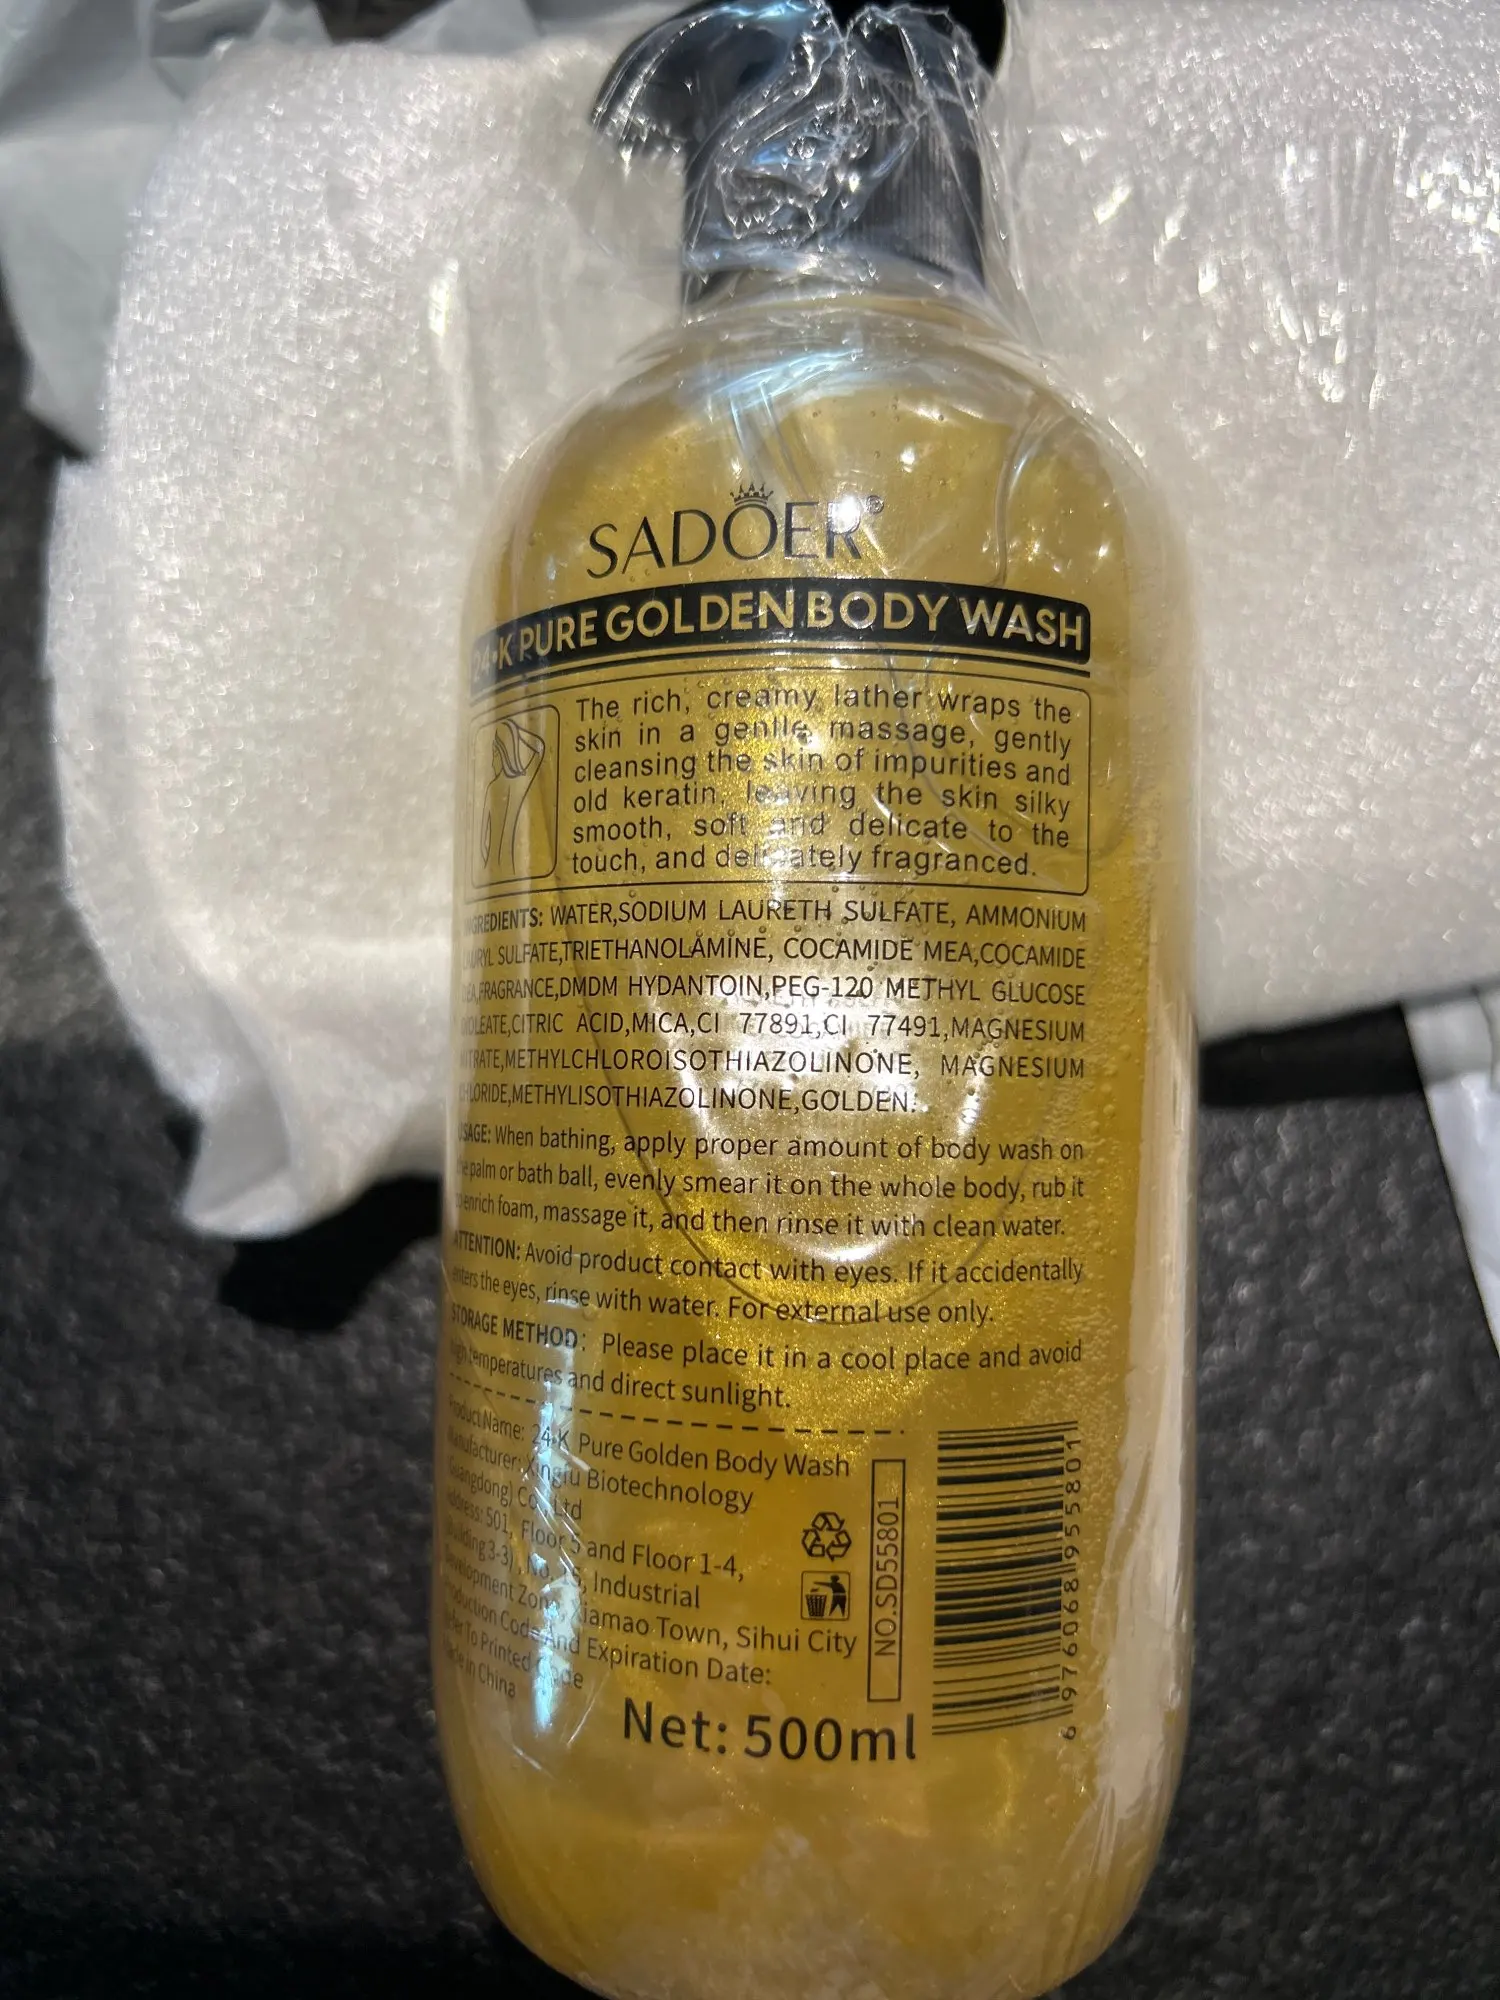 SADOER®
24·K PURE GOLDEN BODY WASH
The rich, creamy lather wraps the
skin in a gentle massage, gently
cleansing the skin of impurities and
old keratin, leaving the skin silky
smooth, soft and delicate to the
touch, and delicately fragranced.
INGREDIENTS: WATER,SODIUM LAURETH SULFATE, AMMONIUM
LAURYL SULFATE,TRIETHANOLAMINE, COCAMIDE MEA,COCAMIDE
DEA,FRAGRANCE,DMDM HYDANTOIN,PEG-120 METHYL GLUCOSE
DIOLEATE,CITRIC ACID,MICA,CI 77891,CI 77491,MAGNESIUM
NITRATE,METHYLCHLOROISOTHIAZOLINONE, MAGNESIUM
CHLORIDE,METHYLISOTHIAZOLINONE,GOLDEN.
USAGE: When bathing, apply proper amount of body wash on
the palm or bath ball, evenly smear it on the whole body, rub it
to enrich foam, massage it, and then rinse it with clean water.
ATTENTION: Avoid product contact with eyes. If it accidentally
enters the eyes, rinse with water. For external use only.
STORAGE METHOD: Please place it in a cool place and avoid
high temperatures and direct sunlight.
Product Name: 24·K Pure Golden Body Wash
Manufacturer: Xingfu Biotechnology
(Guangdong) Co., Ltd
Address: 501, Floor 5 and Floor 1-4,
(Building 3-3), No. Industrial
Development Zone, Xiamao Town, Sihui City
Production Code And Expiration Date:
Refer To Printed Code
Made in China
Net: 500ml
NO.SD55801
6 976068 955801